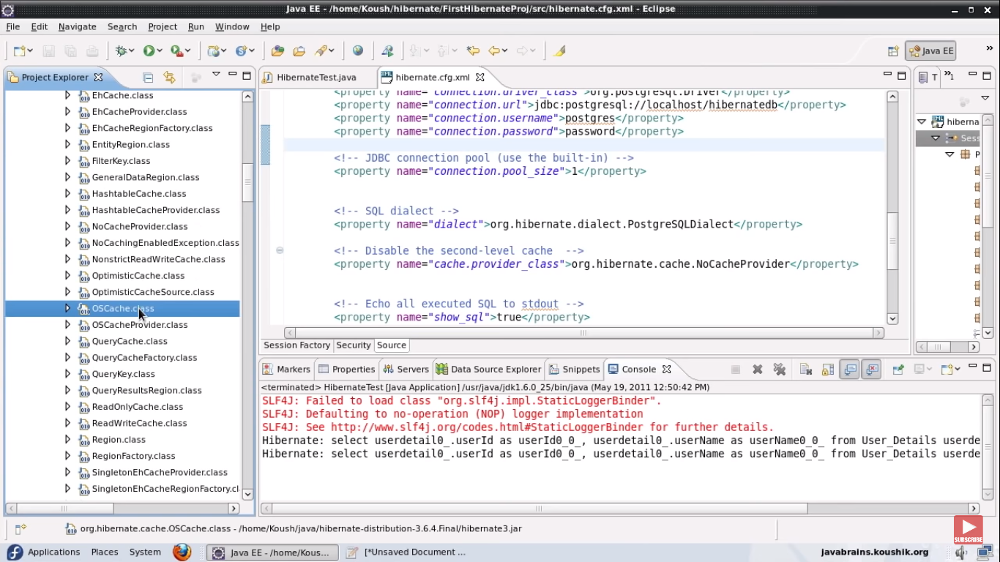 Java EE - /home/Koush/hibernate/FirstHibernateProj/src/hibernate.cfg.xml - Eclipse
File Edit Navigate Search Project Run Window Help
Java EE
Project Explorer
EhCache.class
EhCacheProvider.class
EhCacheRegionFactory.class
EntityRegion.class
FilterKey.class
GeneralDataRegion.class
HashtableCache.class
HashtableCacheProvider.class
NoCacheProvider.class
NoCachingEnabledException.class
NonstrictReadWriteCache.class
OptimisticCache.class
OptimisticCacheSource.class
OSCache.class
OSCacheProvider.class
QueryCache.class
QueryCacheFactory.class
QueryKey.class
QueryResultsRegion.class
ReadOnlyCache.class
ReadWriteCache.class
Region.class
RegionFactory.class
SingletonEhCacheProvider.class
SingletonEhCacheRegionFactory.cl
HibernateTest.java hibernate.cfg.xml
<property name="connection.driver_class">org.postgresql.Driver</property>
<property name="connection.url">jdbc:postgresql://localhost/hibernatedb</property>
<property name="connection.username">postgres</property>
<property name="connection.password">password</property>
<!-- JDBC connection pool (use the built-in) -->
<property name="connection.pool_size">1</property>
<!-- SQL dialect -->
<property name="dialect">org.hibernate.dialect.PostgreSQLDialect</property>
<!-- Disable the second-level cache  -->
<property name="cache.provider_class">org.hibernate.cache.NoCacheProvider</property>
<!-- Echo all executed SQL to stdout -->
<property name="show_sql">true</property>
Session Factory Security Source
T »1
hiberna
Sess
P
Markers Properties Servers Data Source Explorer Snippets Console
<terminated> HibernateTest [Java Application] /usr/java/jdk1.6.0_25/bin/java (May 19, 2011 12:50:42 PM)
SLF4J: Failed to load class "org.slf4j.impl.StaticLoggerBinder".
SLF4J: Defaulting to no-operation (NOP) logger implementation
SLF4J: See http://www.slf4j.org/codes.html#StaticLoggerBinder for further details.
Hibernate: select userdetail0_.userId as userId0_0_, userdetail0_.userName as userName0_0_ from User_Details userde
Hibernate: select userdetail0_.userId as userId0_0_, userdetail0_.userName as userName0_0_ from User_Details userde
org.hibernate.cache.OSCache.class - /home/Koush/java/hibernate-distribution-3.6.4.Final/hibernate3.jar
SUBSCRIBE
Applications Places System Java EE - /home/Kous... [*Unsaved Document ... javabrains.koushik.org